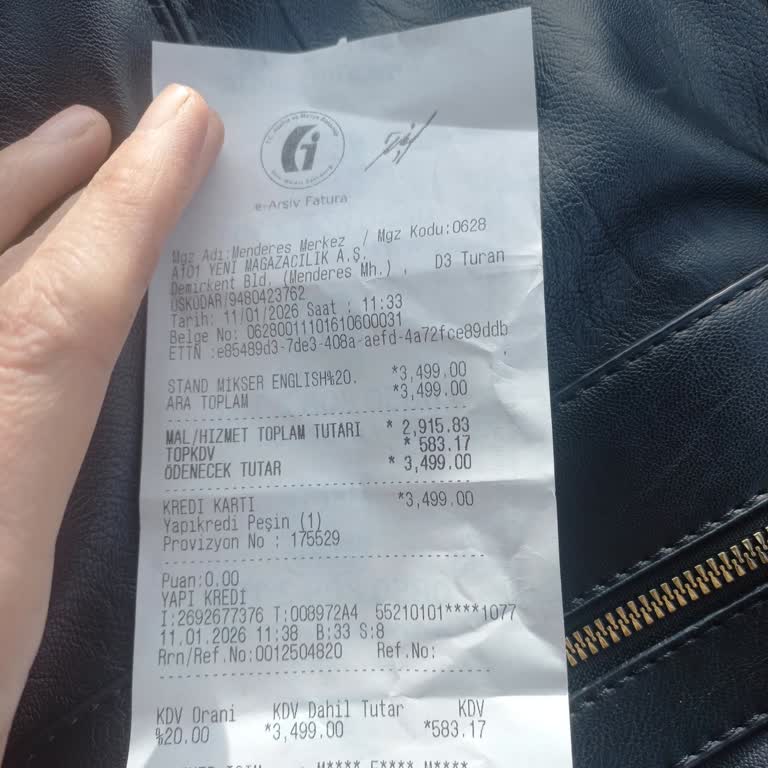 e-Arşiv Fatura
Mgz Adı:Menderes Merkez / Mgz Kodu:0628
A101 YENİ MAGAZACILIK A.Ş.
Demirkent Bld. (Menderes Mh.) , D3 Turan
ÜSKÜDAR/9480423762
Tarih: 11/01/2026 Saat : 11:33
Belge No: 06280011101610600031
ETTN :e85489d3-7de3-408a-aefd-4a72fce89ddb
STAND MİKSER ENGLISH%20. *3,499.00
ARA TOPLAM *3,499.00
MAL/HİZMET TOPLAM TUTARI * 2,915.83
TOPKDV * 583.17
ÖDENECEK TUTAR * 3,499.00
KREDİ KARTI *3,499.00
Yapıkredi Peşin (1)
Provizyon No : 175529
Puan:0.00
YAPI KREDİ
I:2692677376 T:008972A4 55210101****1077
11.01.2026 11:38 B:33 S:8
Rrn/Ref.No:0012504820 Ref.No:
KDV Oranı KDV Dahil Tutar KDV
%20.00 *3,499.00 *583.17